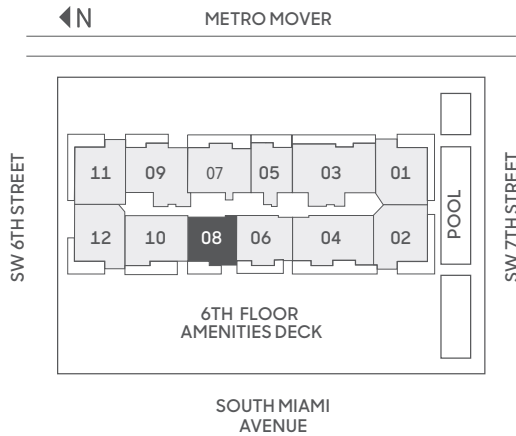 N
METRO MOVER
SW 6TH STREET
11
09
07
05
03
01
12
10
08
06
04
02
POOL
SW 7TH STREET
6TH FLOOR
AMENITIES DECK
SOUTH MIAMI
AVENUE